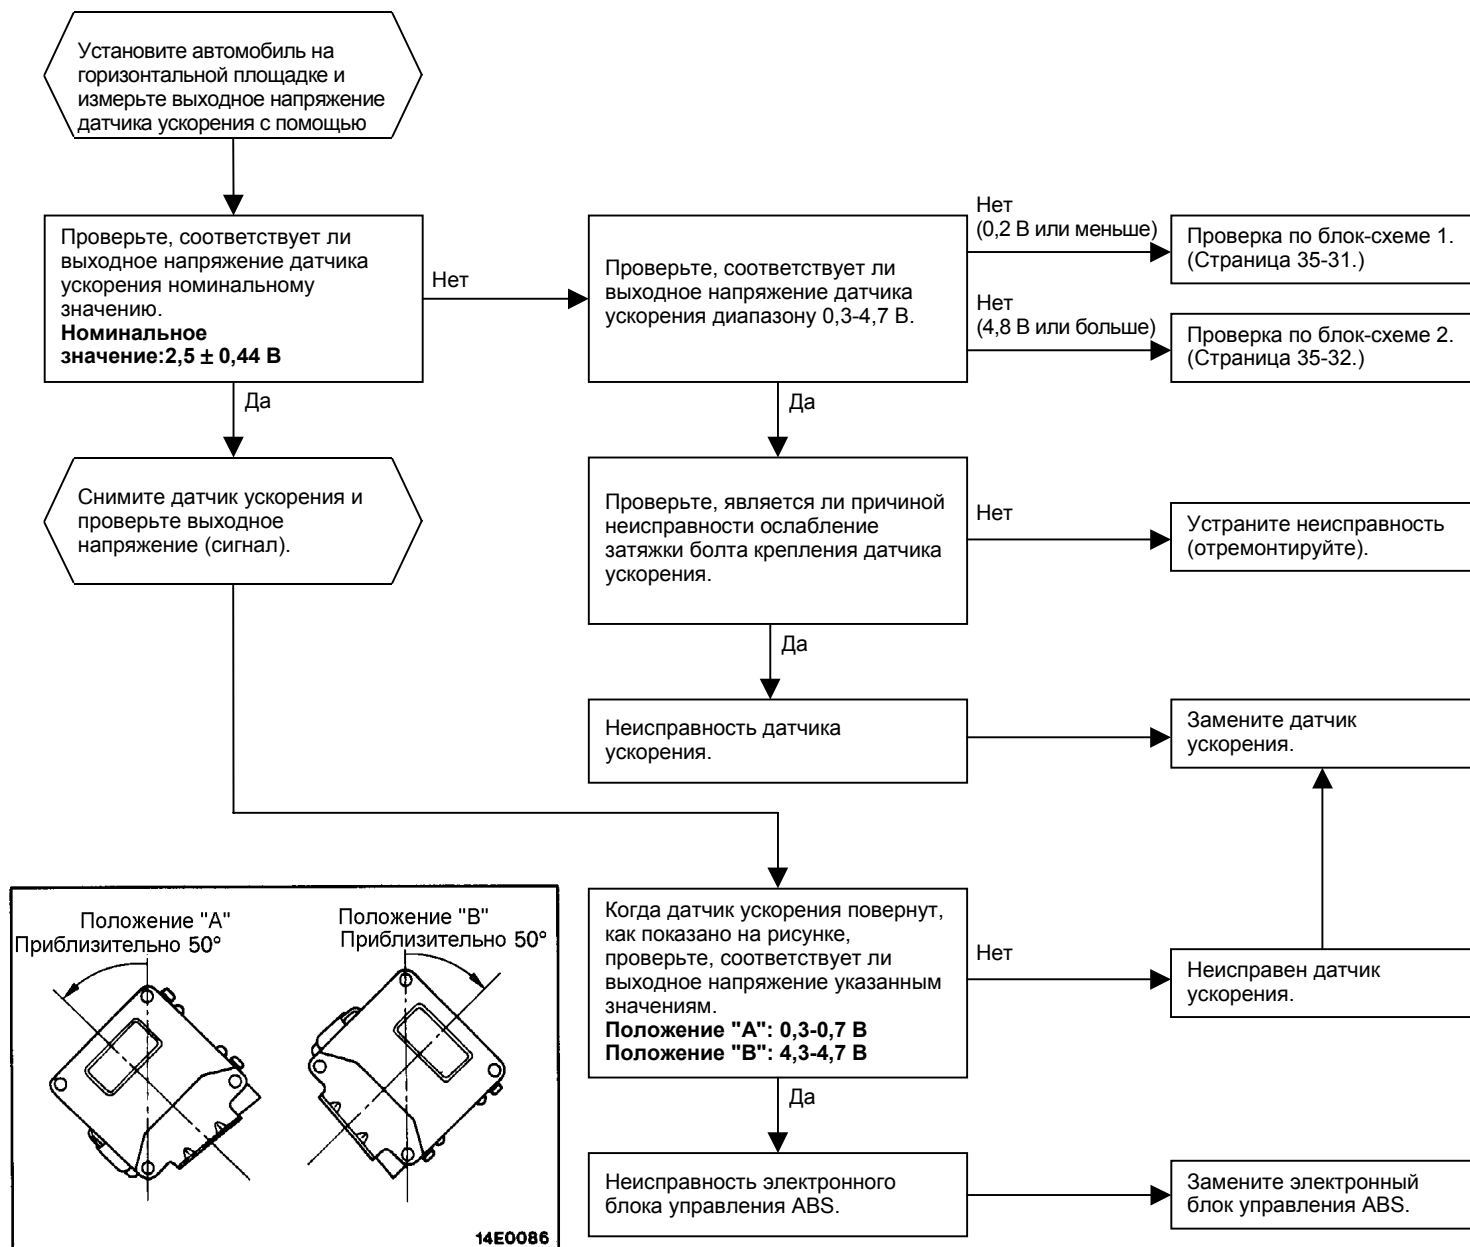 Установите автомобиль на
горизонтальной площадке и
измерьте выходное напряжение
датчика ускорения с помощью
Проверьте, соответствует ли
выходное напряжение датчика
ускорения номинальному
значению.
Номинальное
значение:2,5 ± 0,44 В
Нет
Проверьте, соответствует ли
выходное напряжение датчика
ускорения диапазону 0,3-4,7 В.
Нет
(0,2 В или меньше)
Проверка по блок-схеме 1.
(Страница 35-31.)
Нет
(4,8 В или больше)
Проверка по блок-схеме 2.
(Страница 35-32.)
Да
Да
Снимите датчик ускорения и
проверьте выходное
напряжение (сигнал).
Проверьте, является ли причиной
неисправности ослабление
затяжки болта крепления датчика
ускорения.
Нет
Устраните неисправность
(отремонтируйте).
Да
Неисправность датчика
ускорения.
Замените датчик
ускорения.
Положение "А"
Приблизительно 50°
Положение "В"
Приблизительно 50°
14E0086
Когда датчик ускорения повернут,
как показано на рисунке,
проверьте, соответствует ли
выходное напряжение указанным
значениям.
Положение "А": 0,3-0,7 В
Положение "В": 4,3-4,7 В
Нет
Неисправен датчик
ускорения.
Да
Неисправность электронного
блока управления ABS.
Замените электронный
блок управления ABS.